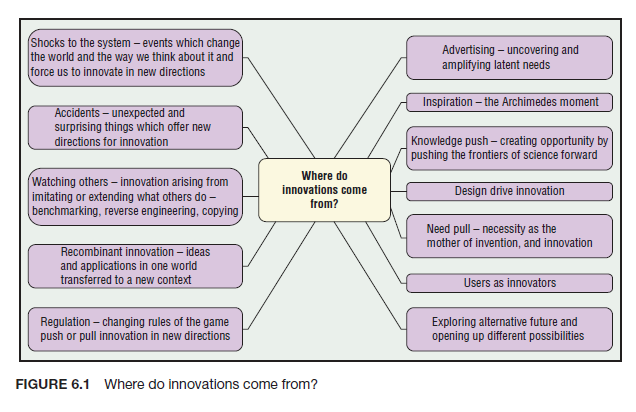 Shocks to the system – events which change
the world and the way we think about it and
force us to innovate in new directions
Accidents – unexpected and
surprising things which offer new
directions for innovation
Watching others – innovation arising from
imitating or extending what others do –
benchmarking, reverse engineering, copying
Recombinant innovation – ideas
and applications in one world
transferred to a new context
Regulation – changing rules of the game
push or pull innovation in new directions
Where do
innovations come
from?
Advertising – uncovering and
amplifying latent needs
Inspiration – the Archimedes moment
Knowledge push – creating opportunity by
pushing the frontiers of science forward
Design drive innovation
Need pull – necessity as the
mother of invention, and innovation
Users as innovators
Exploring alternative future and
opening up different possibilities
FIGURE 6.1 Where do innovations come from?